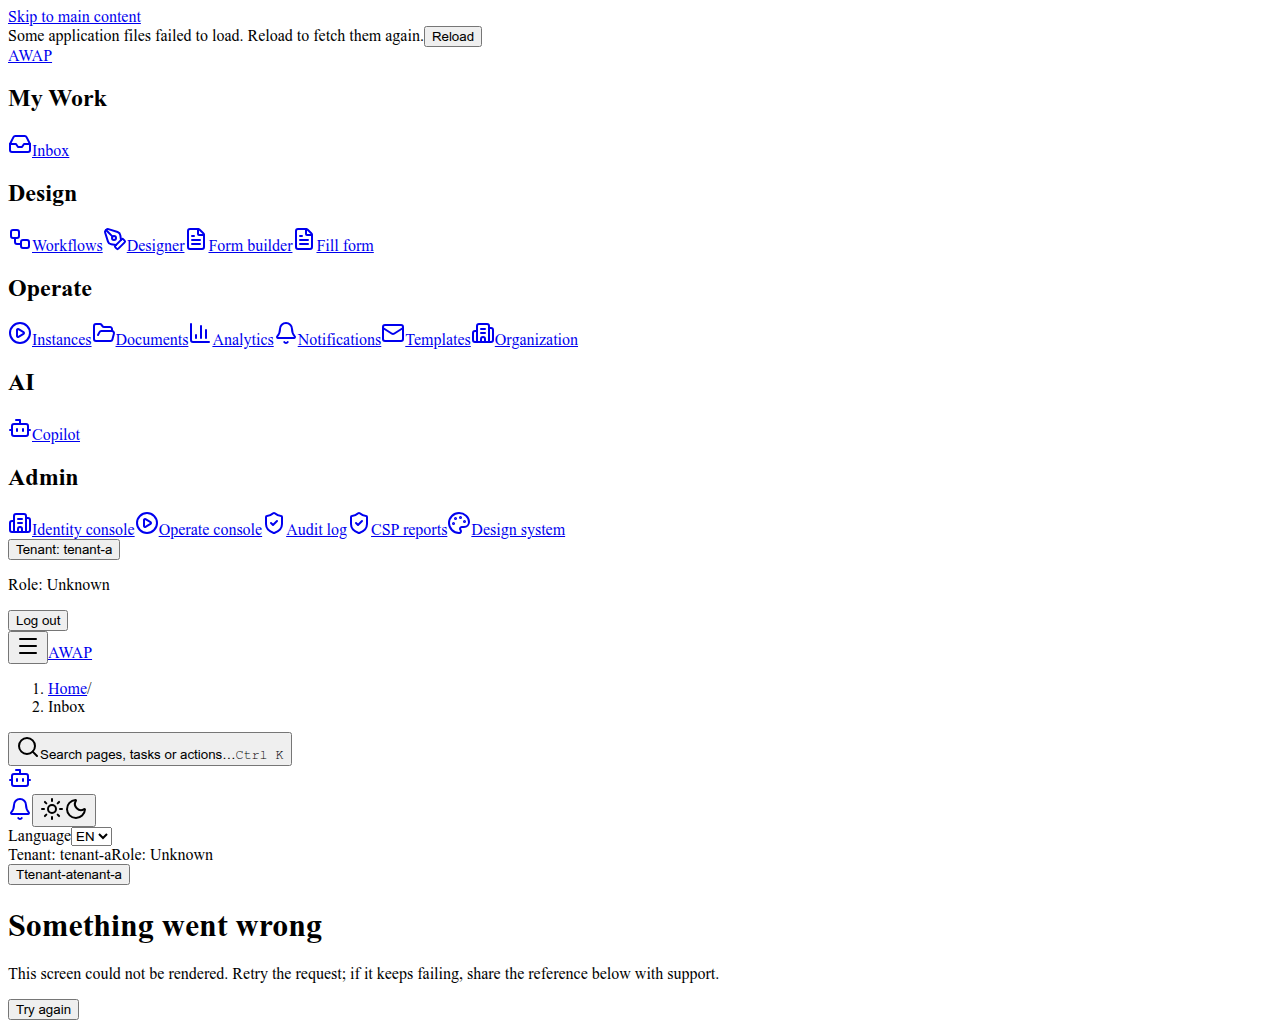 Skip to main content
Some application files failed to load. Reload to fetch them again. Reload
AWAP
My Work
Inbox
Design
Workflows Designer Form builder Fill form
Operate
Instances Documents Analytics Notifications Templates Organization
AI
Copilot
Admin
Identity console Operate console Audit log CSP reports Design system
Tenant: tenant-a
Role: Unknown
Log out
AWAP
1. Home/
2. Inbox
Search pages, tasks or actions...Ctrl K
Language EN
Tenant: tenant-aRole: Unknown
Ttenant-atenant-a
Something went wrong
This screen could not be rendered. Retry the request; if it keeps failing, share the reference below with support.
Try again